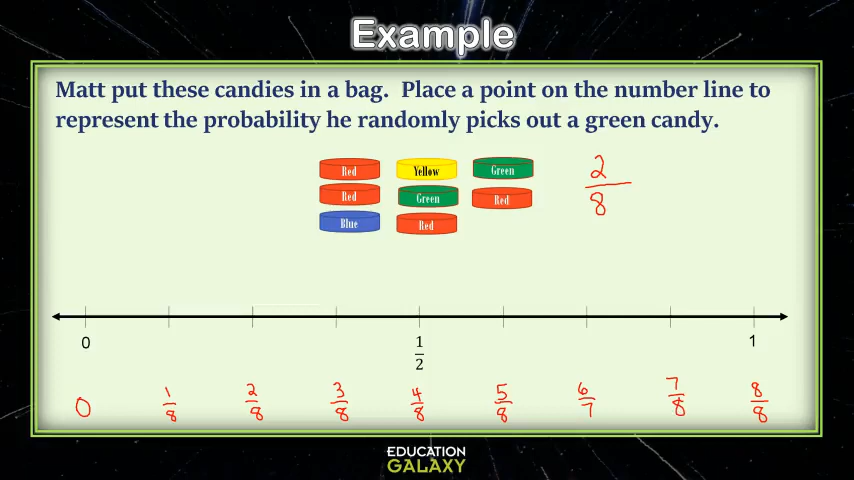 Example
Matt put these candies in a bag. Place a point on the number line to
represent the probability he randomly picks out a green candy.
Red Yellow Green
Red Green Red
Blue Red
2/8
0 1/2 1
0 1/8 2/8 3/8 4/8 5/8 6/7 7/8 8/8
EDUCATION
GALAXY